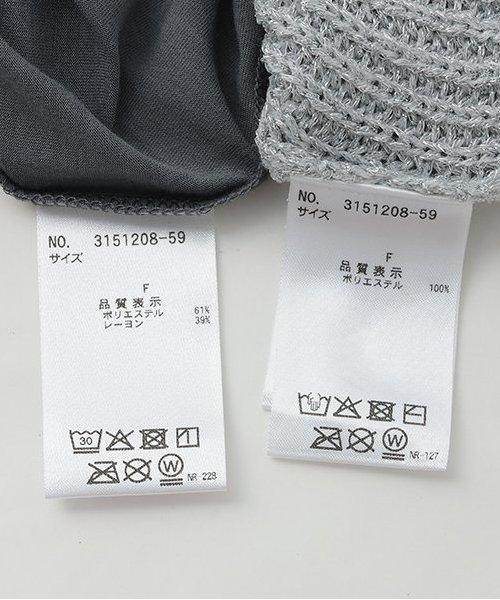 NO. 3151208-59
サイズ
F
品質表示
ポリエステル 61%
レーヨン 39%
30
W
NR-228
NO. 3151208-59
サイズ
F
品質表示
ポリエステル 100%
W
NR-127